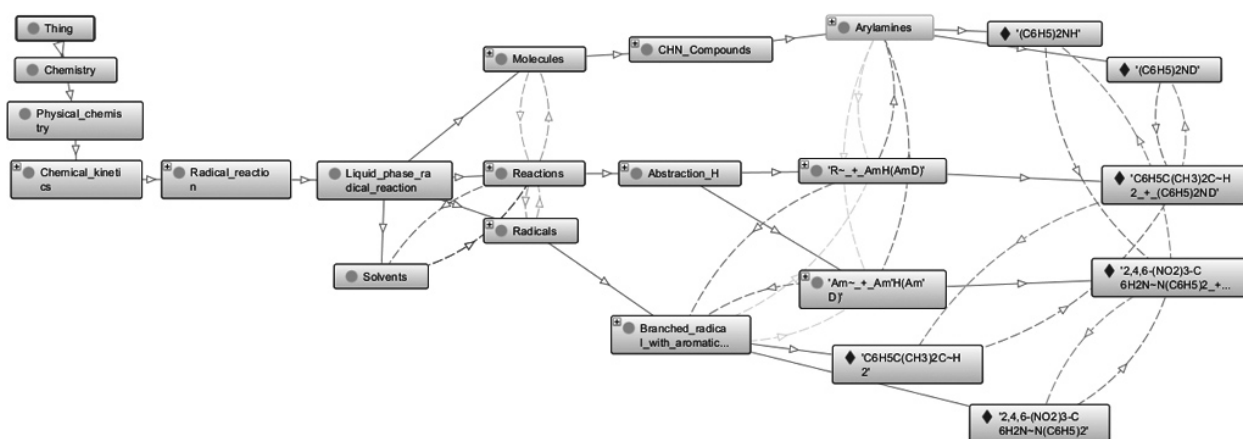 Thing
Chemistry
Physical_chemis
try
Chemical_kineti
cs
Radical_reactio
n
Liquid_phase_ra
dical_reaction
Solvents
Molecules
Reactions
Radicals
CHN_Compounds
Abstraction_H
Branched_radica
l_with_aromatic...
Arylamines
'R~_+_AmH(AmD)'
'Am~_+_Am'H(Am'
D)'
'C6H5C(CH3)2C~H
2'
'2,4,6-(NO2)3-C
6H2N~N(C6H5)2'
'(C6H5)2NH'
'(C6H5)2ND'
'C6H5C(CH3)2C~H
2_+_(C6H5)2ND'
'2,4,6-(NO2)3-C
6H2N~N(C6H5)2_+...